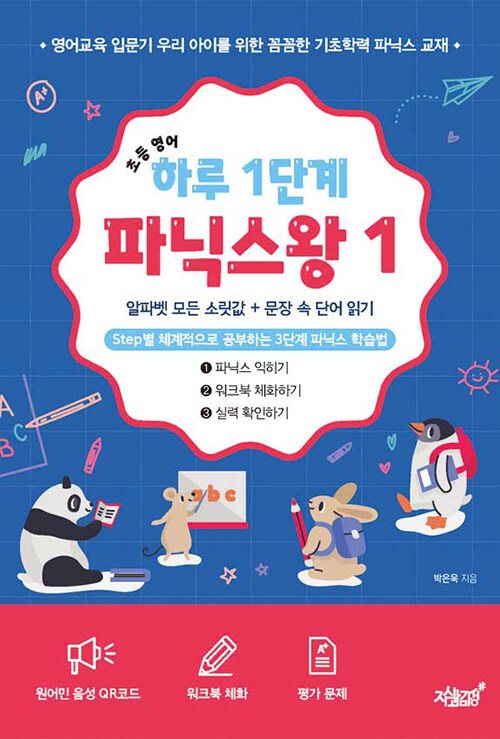 영어교육 입문기 우리 아이를 위한 꼼꼼한 기초학력 파닉스 교재
A+
초등 영어
하루 1단계
파닉스왕 1
알파벳 모든 소릿값 + 문장 속 단어 읽기
Step별 체계적으로 공부하는 3단계 파닉스 학습법
❶ 파닉스 익히기
❷ 워크북 체화하기
❸ 실력 확인하기
A
B
C
abc
박은욱 지음
A+
원어민 음성 QR코드
워크북 체화
평가 문제
지식과감성#